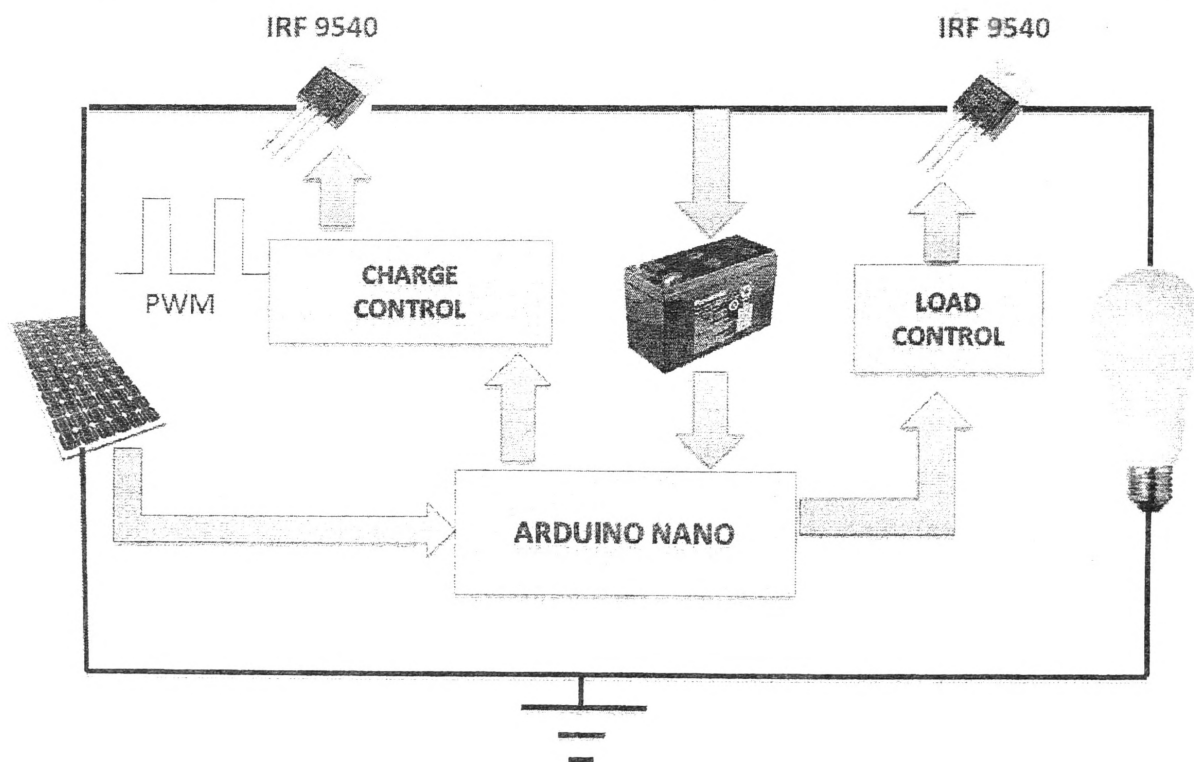 IRF 9540
IRF 9540
PWM
CHARGE
CONTROL
LOAD
CONTROL
ARDUINO NANO